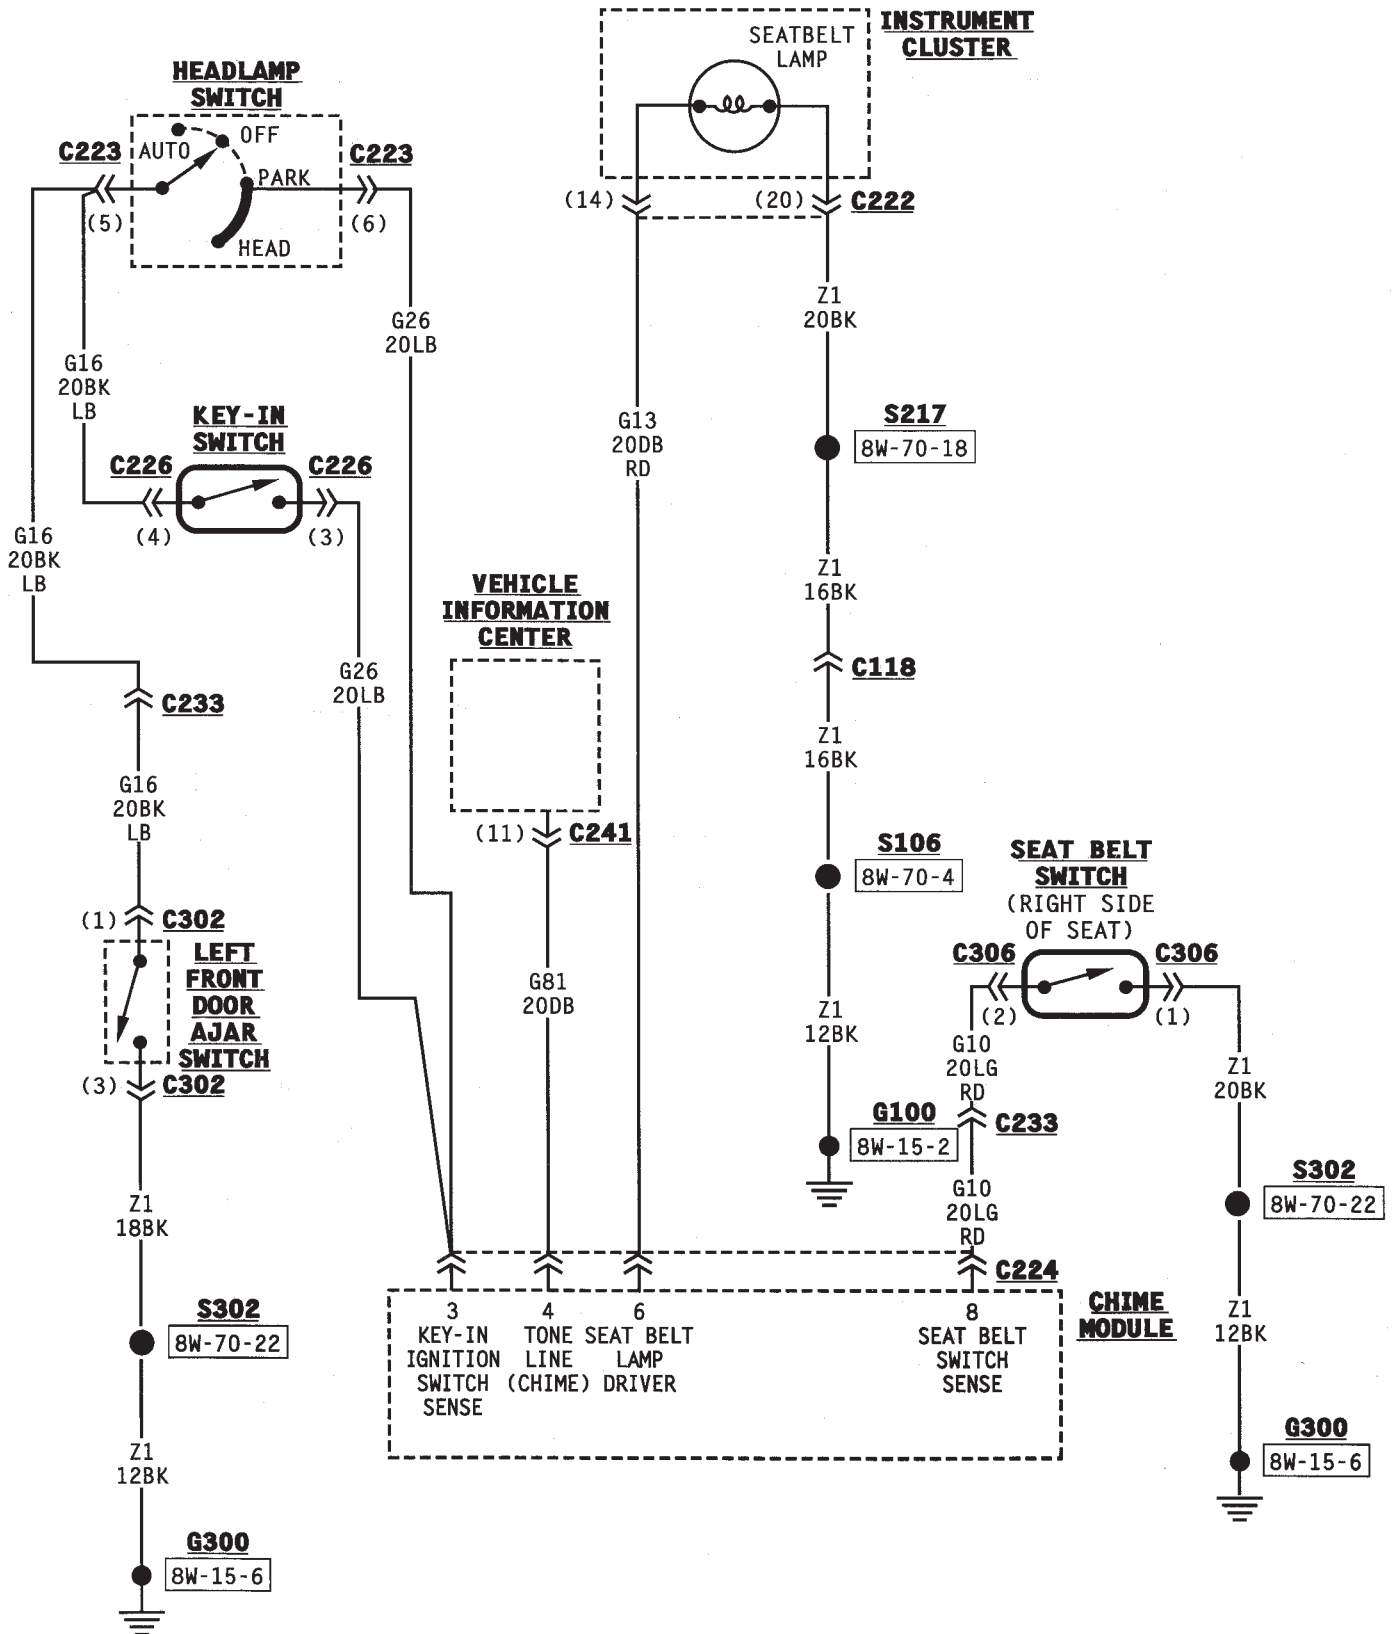 INSTRUMENT
CLUSTER
SEATBELT
LAMP
(14)
(20)
C222
HEADLAMP
SWITCH
C223
AUTO
OFF
PARK
HEAD
(5)
C223
(6)
G16
20BK
LB
G26
20LB
KEY-IN
SWITCH
C226
(4)
C226
(3)
G16
20BK
LB
G26
20LB
C233
G16
20BK
LB
(1)
C302
LEFT
FRONT
DOOR
AJAR
SWITCH
(3)
C302
Z1
18BK
S302
8W-70-22
Z1
12BK
G300
8W-15-6
VEHICLE
INFORMATION
CENTER
(11)
C241
G81
20DB
G13
20DB
RD
Z1
20BK
S217
8W-70-18
Z1
16BK
C118
Z1
16BK
S106
8W-70-4
Z1
12BK
G100
8W-15-2
SEAT BELT
SWITCH
(RIGHT SIDE
OF SEAT)
C306
(2)
C306
(1)
G10
20LG
RD
C233
G10
20LG
RD
C224
Z1
20BK
S302
8W-70-22
Z1
12BK
G300
8W-15-6
CHIME
MODULE
3
KEY-IN
IGNITION
SWITCH
SENSE
4
TONE
LINE
(CHIME)
6
SEAT BELT
LAMP
DRIVER
8
SEAT BELT
SWITCH
SENSE